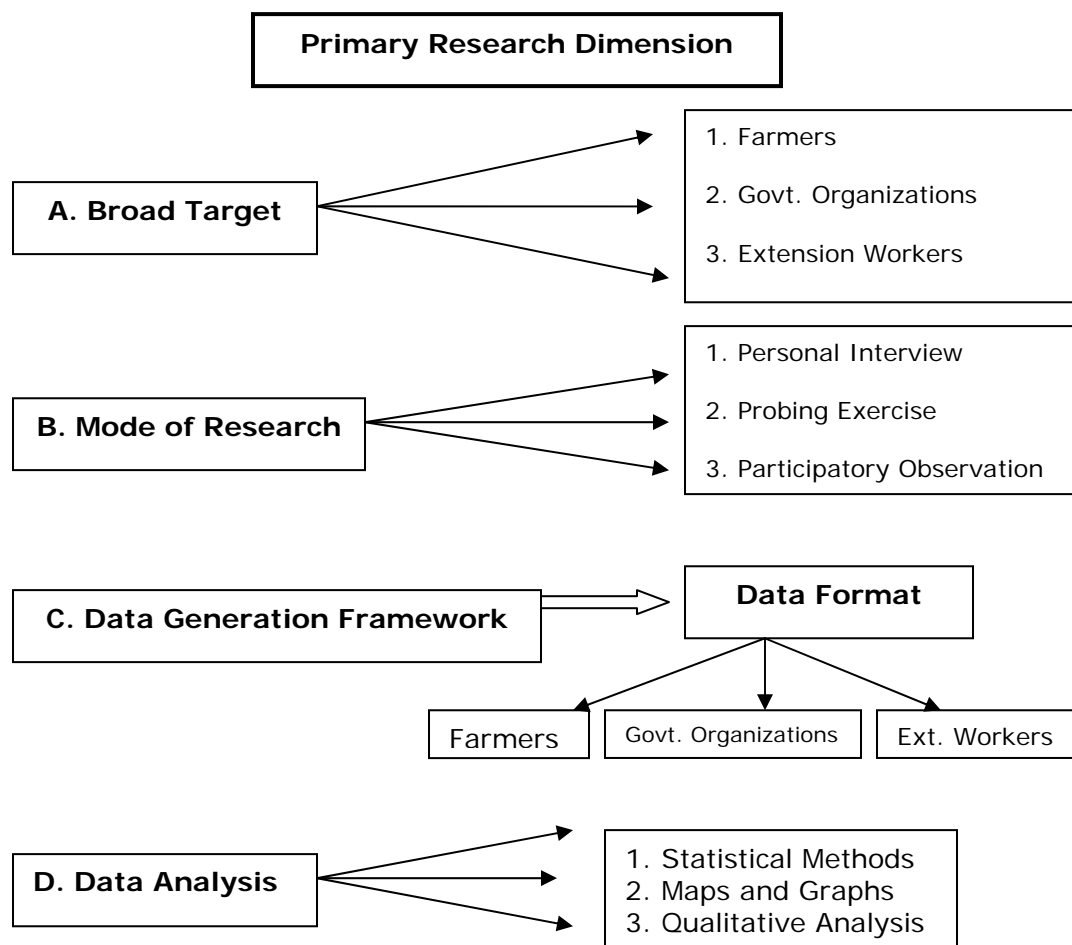 Primary Research Dimension
A. Broad Target
1. Farmers
2. Govt. Organizations
3. Extension Workers
B. Mode of Research
1. Personal Interview
2. Probing Exercise
3. Participatory Observation
C. Data Generation Framework
Data Format
Farmers
Govt. Organizations
Ext. Workers
D. Data Analysis
1. Statistical Methods
2. Maps and Graphs
3. Qualitative Analysis